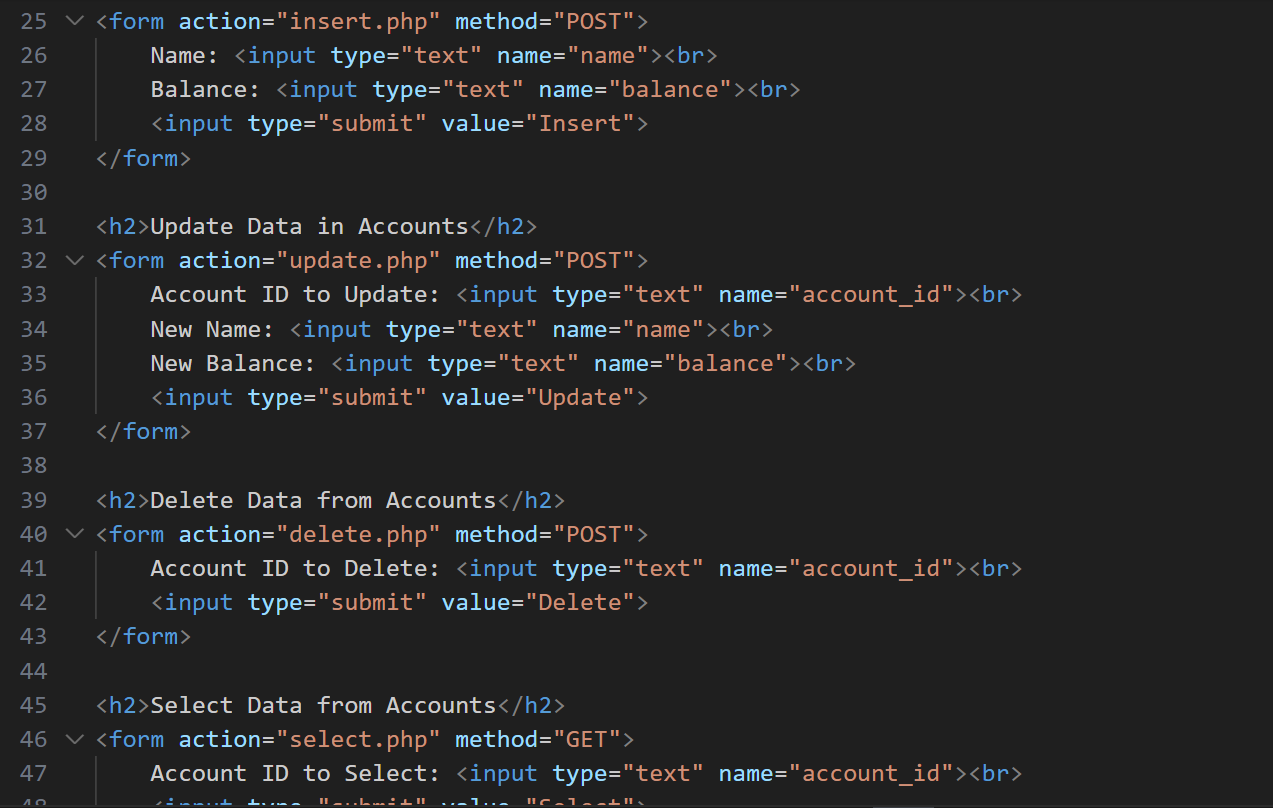 25 <form action="insert.php" method="POST">
26 Name: <input type="text" name="name"><br>
27 Balance: <input type="text" name="balance"><br>
28 <input type="submit" value="Insert">
29 </form>
30
31 <h2>Update Data in Accounts</h2>
32 <form action="update.php" method="POST">
33 Account ID to Update: <input type="text" name="account_id"><br>
34 New Name: <input type="text" name="name"><br>
35 New Balance: <input type="text" name="balance"><br>
36 <input type="submit" value="Update">
37 </form>
38
39 <h2>Delete Data from Accounts</h2>
40 <form action="delete.php" method="POST">
41 Account ID to Delete: <input type="text" name="account_id"><br>
42 <input type="submit" value="Delete">
43 </form>
44
45 <h2>Select Data from Accounts</h2>
46 <form action="select.php" method="GET">
47 Account ID to Select: <input type="text" name="account_id"><br>
48 <input type="submit" value="Select">